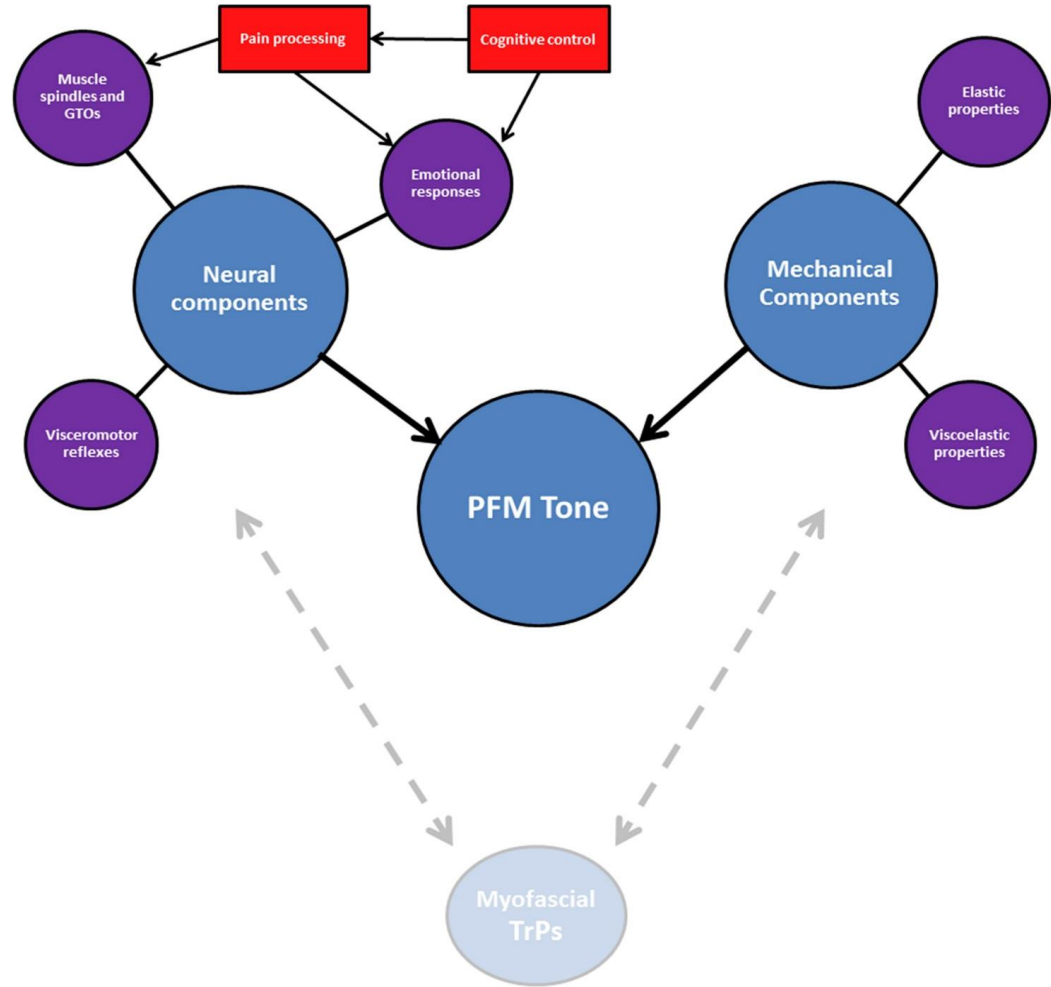 Pain processing
Cognitive control
Muscle
spindles and
GTOs
Elastic
properties
Emotional
responses
Neural
components
Mechanical
Components
Visceromotor
reflexes
Viscoelastic
properties
PFM Tone
Myofascial
TrPs